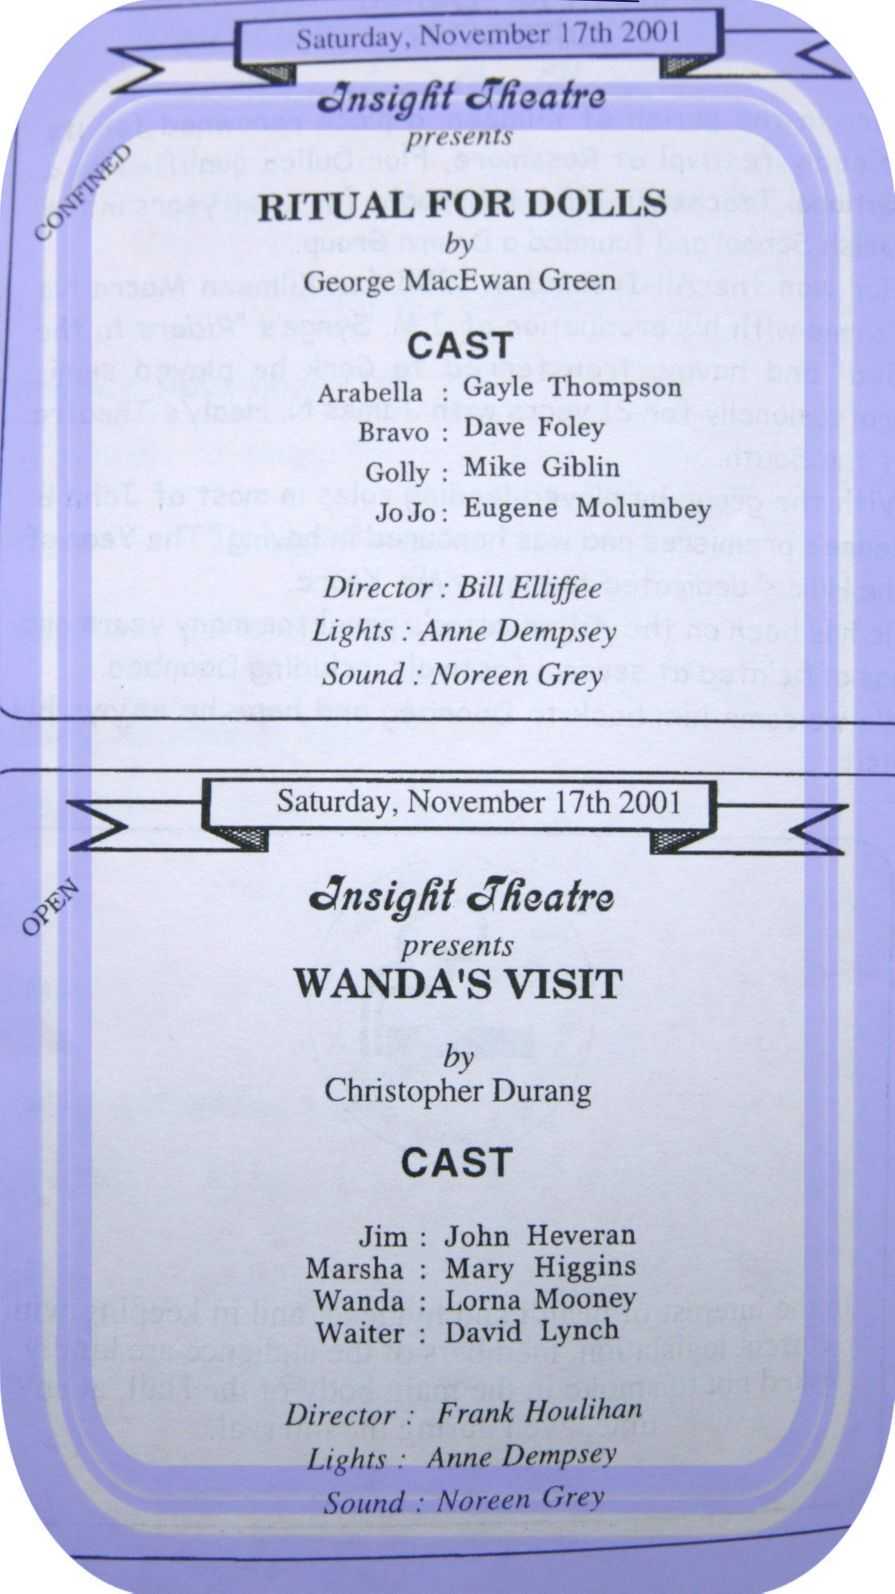 Saturday, November 17th 2001
Insight Theatre
presents
CONFINED
RITUAL FOR DOLLS
by
George MacEwan Green
CAST
Arabella : Gayle Thompson
Bravo : Dave Foley
Golly : Mike Giblin
JoJo : Eugene Molumbey
Director : Bill Elliffee
Lights : Anne Dempsey
Sound : Noreen Grey
Saturday, November 17th 2001
OPEN
Insight Theatre
presents
WANDA'S VISIT
by
Christopher Durang
CAST
Jim : John Heveran
Marsha : Mary Higgins
Wanda : Lorna Mooney
Waiter : David Lynch
Director : Frank Houlihan
Lights : Anne Dempsey
Sound : Noreen Grey